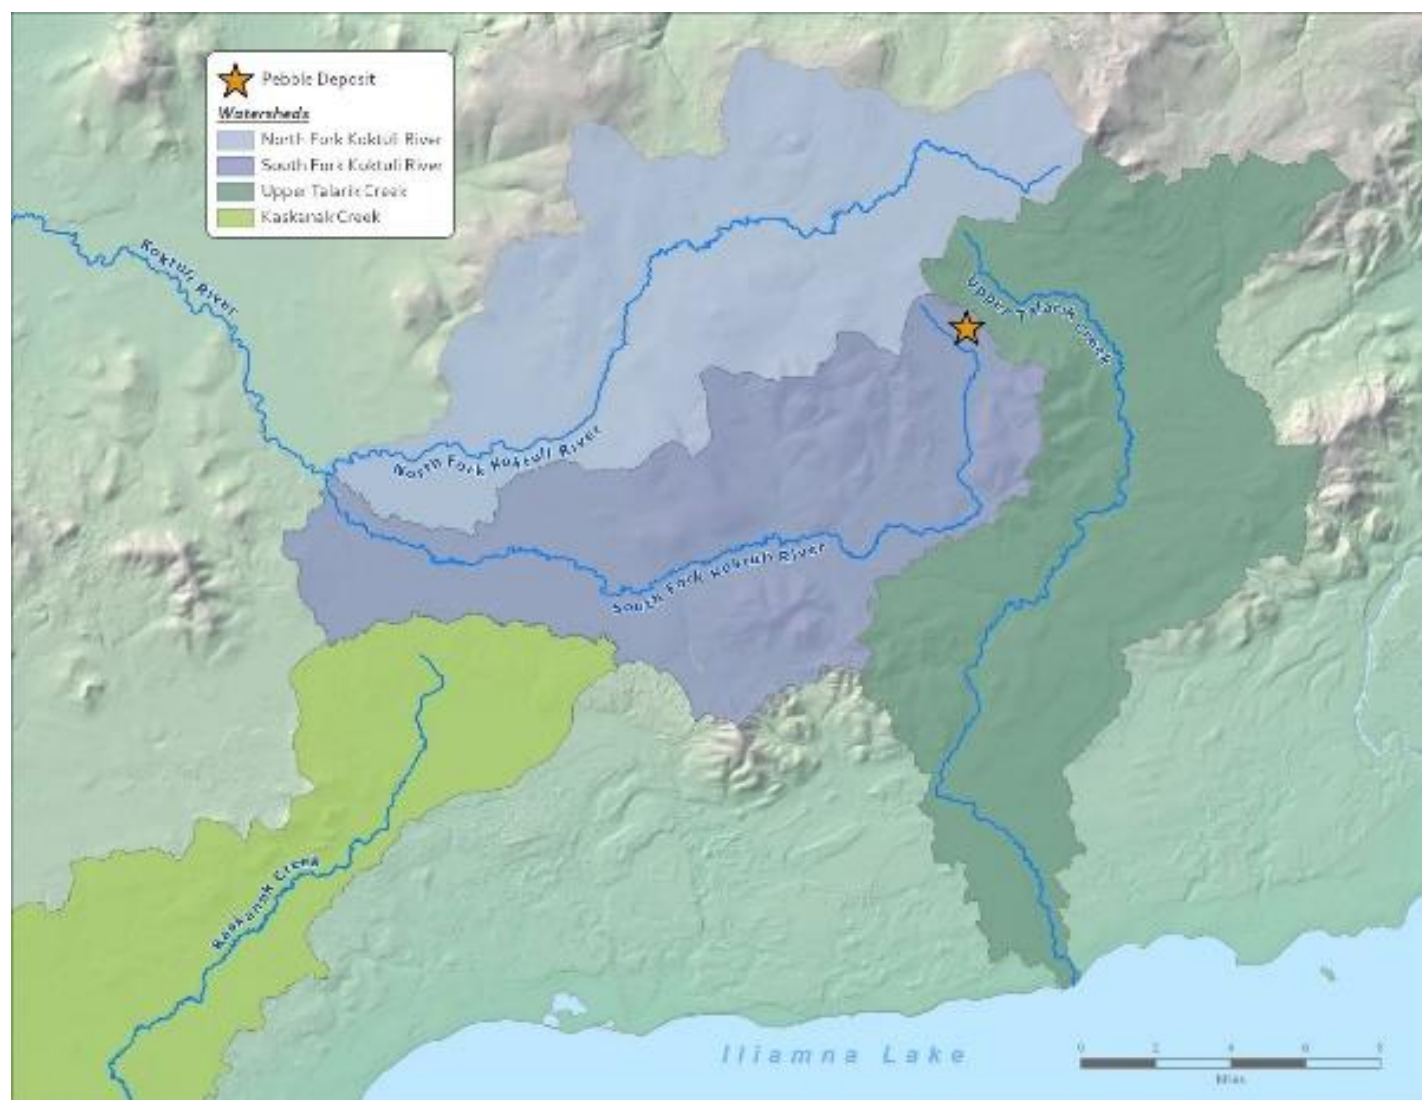 Pebble Deposit
Watersheds
North Fork Koktuli River
South Fork Koktuli River
Upper Talarik Creek
Kaskanak Creek
Koktuli River
Upper Talarik Creek
North Fork Koktuli River
South Fork Koktuli River
Kaskanak Creek
Iliamna Lake
0 2 4 6 8
Miles